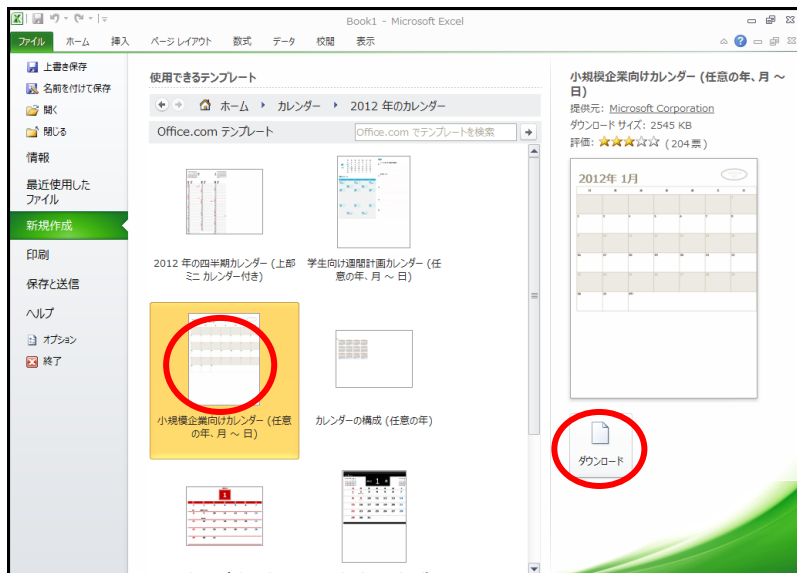 Book1 - Microsoft Excel
ファイル ホーム 挿入 ページ レイアウト 数式 データ 校閲 表示
上書き保存
名前を付けて保存
開く
閉じる
情報
最近使用した
ファイル
新規作成
印刷
保存と送信
ヘルプ
オプション
終了
使用できるテンプレート
ホーム カレンダー 2012 年のカレンダー
Office.com テンプレート Office.com でテンプレートを検索
2012 年の四半期カレンダー (上部
ミニ カレンダー付き)
学生向け週間計画カレンダー (任
意の年、月 ～ 日)
小規模企業向けカレンダー (任意
の年、月 ～ 日)
カレンダーの構成 (任意の年)
1
1
小規模企業向けカレンダー (任意の年、月 ～
日)
提供元: Microsoft Corporation
ダウンロード サイズ: 2545 KB
評価: (204票)
2012年 1月
ダウンロード